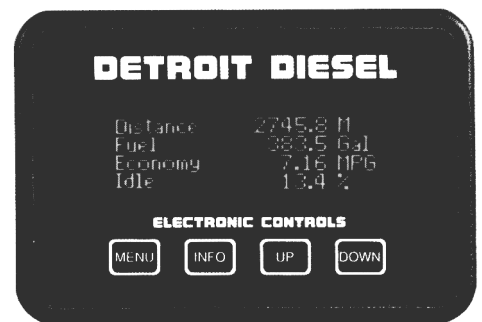 DETROIT DIESEL
Distance 2745.8 M
Fuel 383.5 Gal
Economy 7.16 MPG
Idle 13.4 %
ELECTRONIC CONTROLS
MENU INFO UP DOWN